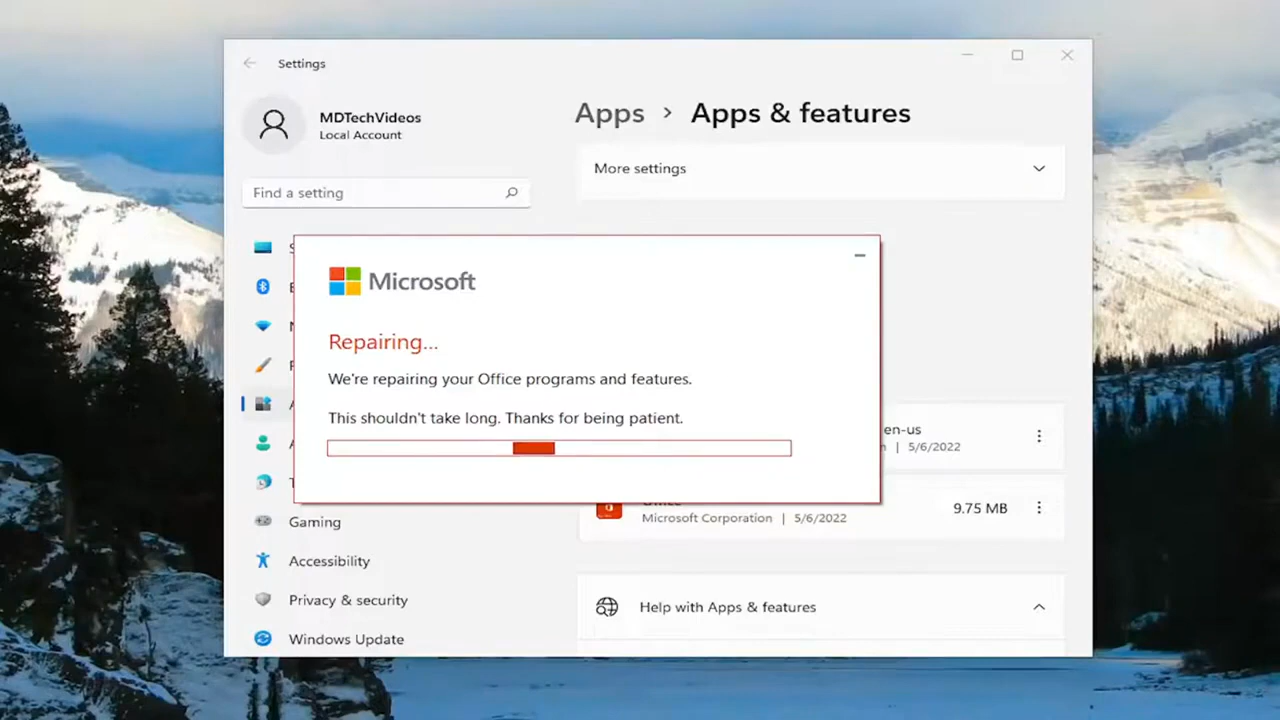 Settings
MDTechVideos
Local Account
Find a setting
Apps > Apps & features
More settings
Microsoft
Repairing...
We're repairing your Office programs and features.
This shouldn't take long. Thanks for being patient.
en-us
| 5/6/2022
Microsoft Corporation | 5/6/2022
9.75 MB
Gaming
Accessibility
Privacy & security
Windows Update
Help with Apps & features